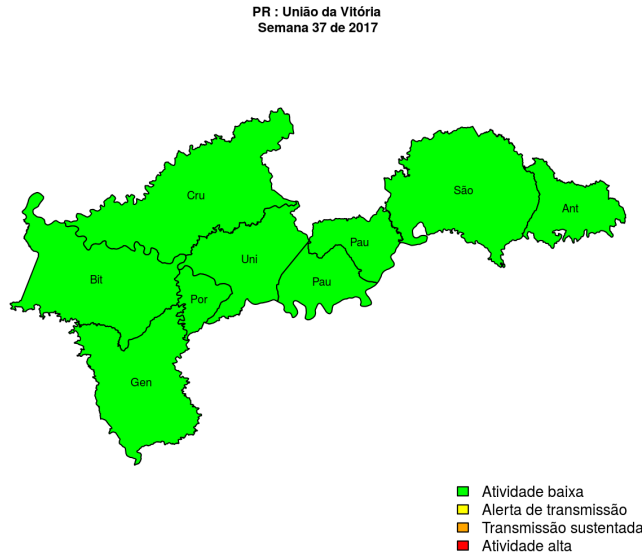 PR : União da Vitória
Semana 37 de 2017
Cru
São
Ant
Pau
Uni
Bit
Pau
Por
Gen
Atividade baixa
Alerta de transmissão
Transmissão sustentada
Atividade alta